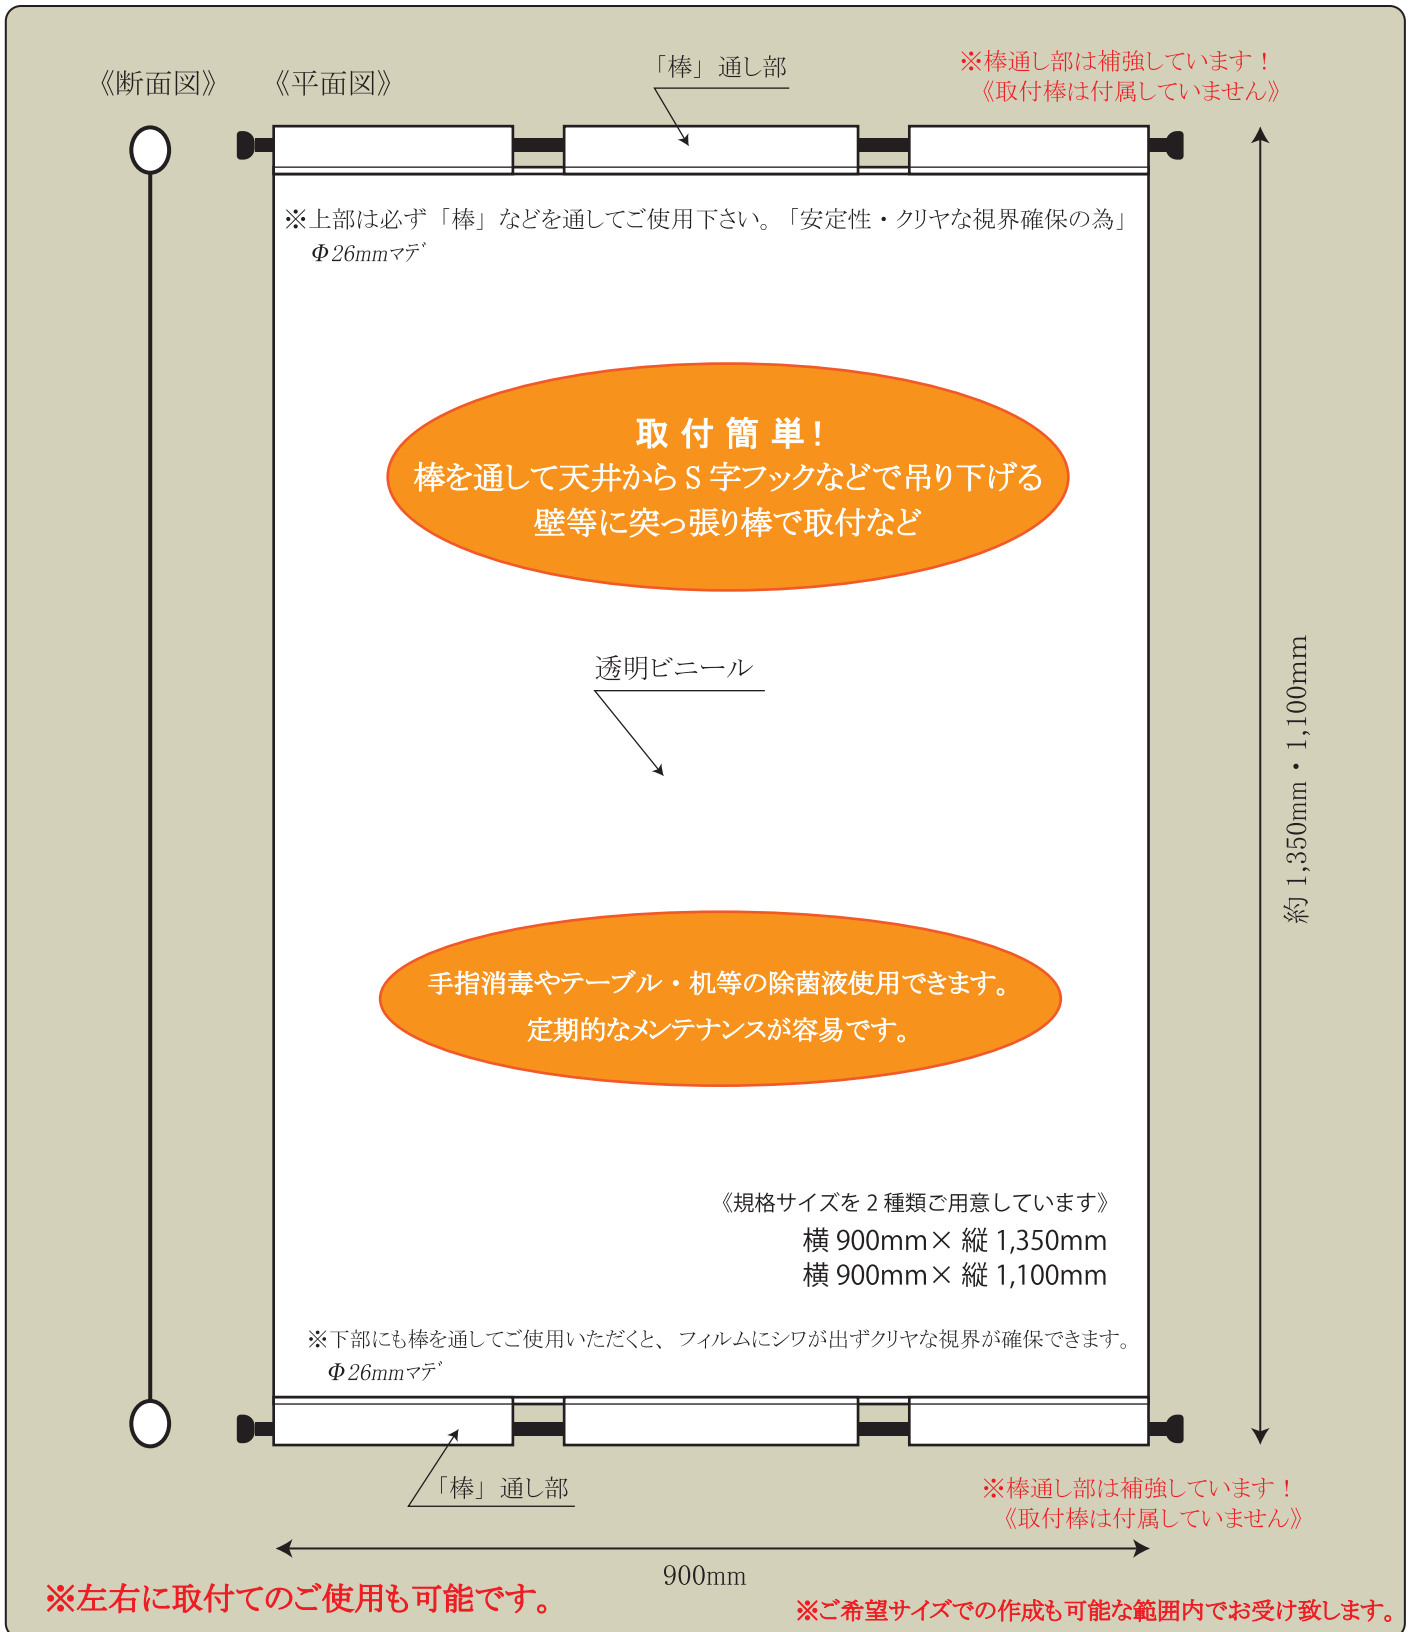 《断面図》
《平面図》
「棒」通し部
※棒通し部は補強しています！
《取付棒は付属していません》
※上部は必ず「棒」などを通してご使用下さい。「安定性・クリヤな視界確保の為」
Φ26mmマデ
取付簡単！
棒を通して天井からS字フックなどで吊り下げる
壁等に突っ張り棒で取付など
透明ビニール
約1,350mm・1,100mm
手指消毒やテーブル・机等の除菌液使用できます。
定期的なメンテナンスが容易です。
《規格サイズを2種類ご用意しています》
横900mm×縦1,350mm
横900mm×縦1,100mm
※下部にも棒を通してご使用いただくと、フィルムにシワが出ずクリヤな視界が確保できます。
Φ26mmマデ
「棒」通し部
※棒通し部は補強しています！
《取付棒は付属していません》
900mm
※左右に取付てのご使用も可能です。
※ご希望サイズでの作成も可能な範囲内でお受け致します。